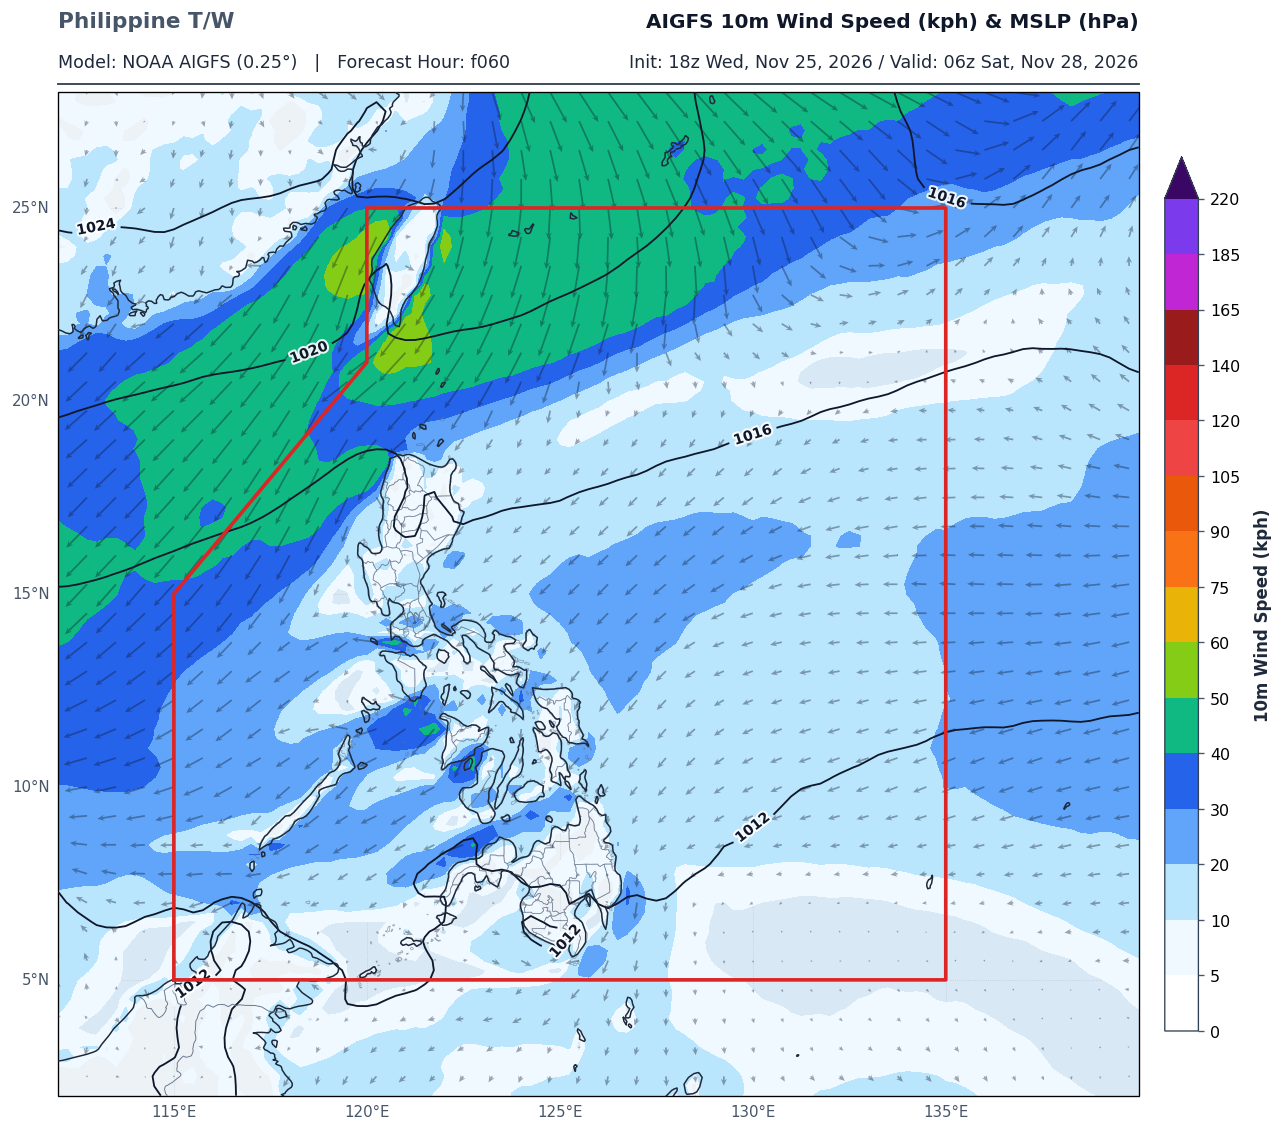 Philippine T/W
AIGFS 10m Wind Speed (kph) & MSLP (hPa)
Model: NOAA AIGFS (0.25°)   |   Forecast Hour: f060
Init: 18z Wed, Nov 25, 2026 / Valid: 06z Sat, Nov 28, 2026
25°N
20°N
15°N
10°N
5°N
115°E
120°E
125°E
130°E
135°E
1024
1020
1016
1016
1012
1012
1012
220
185
165
140
120
105
90
75
60
50
40
30
20
10
5
0
10m Wind Speed (kph)